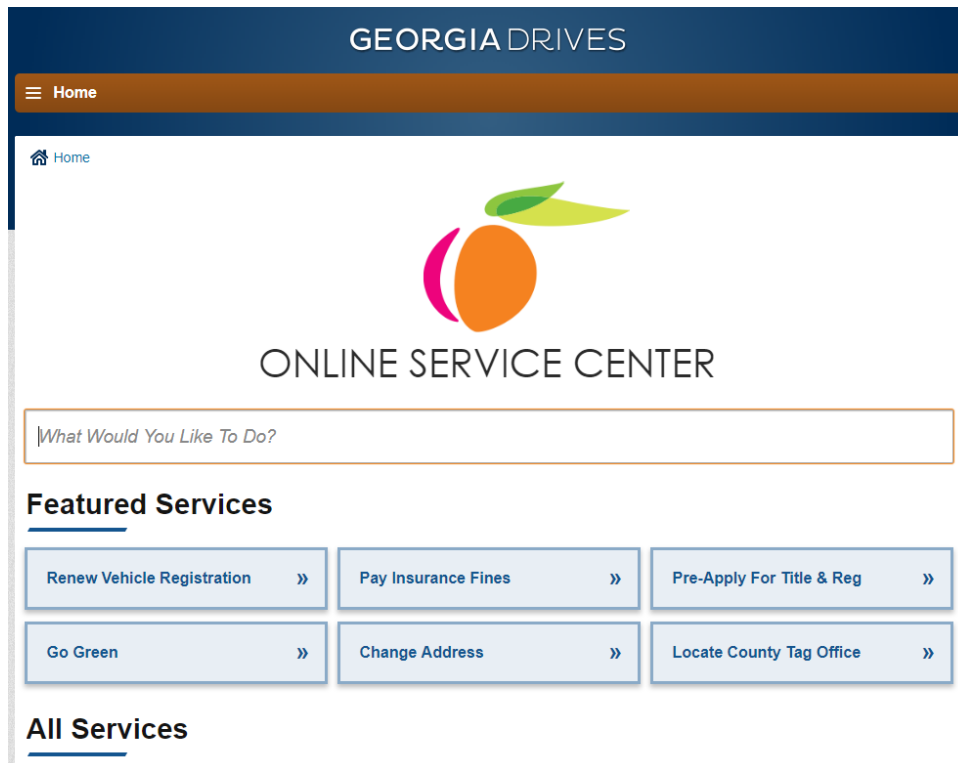 GEORGIA DRIVES
Home
Home
ONLINE SERVICE CENTER
What Would You Like To Do?
Featured Services
Renew Vehicle Registration »
Pay Insurance Fines »
Pre-Apply For Title & Reg »
Go Green »
Change Address »
Locate County Tag Office »
All Services